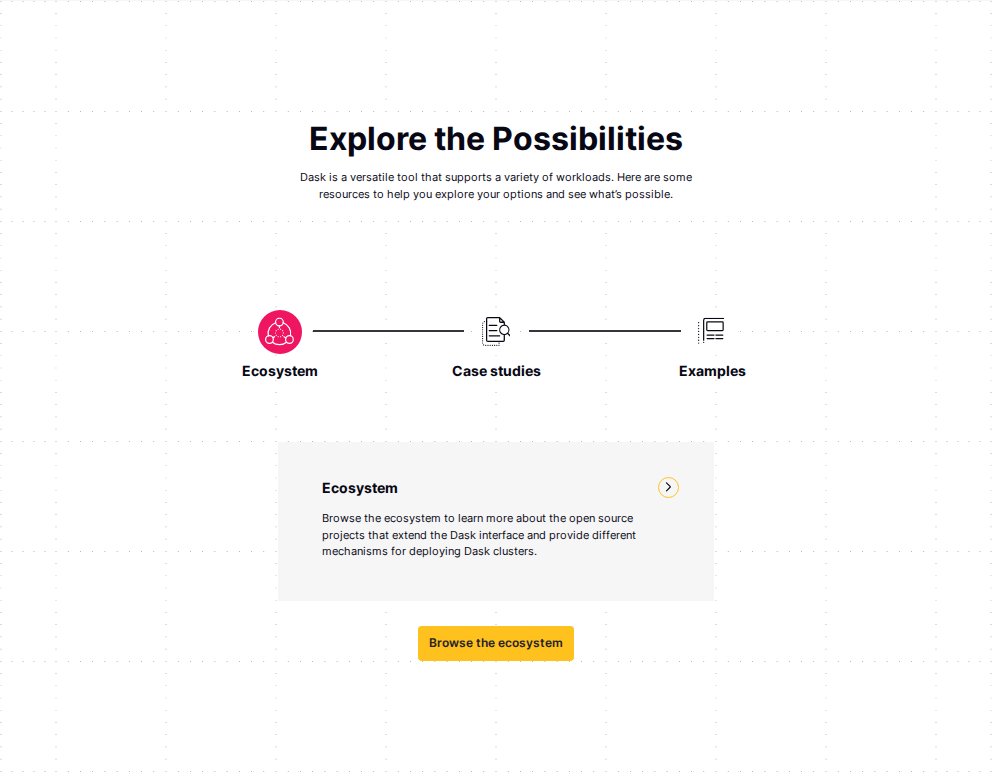 Explore the Possibilities
Dask is a versatile tool that supports a variety of workloads. Here are some
resources to help you explore your options and see what's possible.
Ecosystem
Case studies
Examples
Ecosystem
Browse the ecosystem to learn more about the open source
projects that extend the Dask interface and provide different
mechanisms for deploying Dask clusters.
Browse the ecosystem